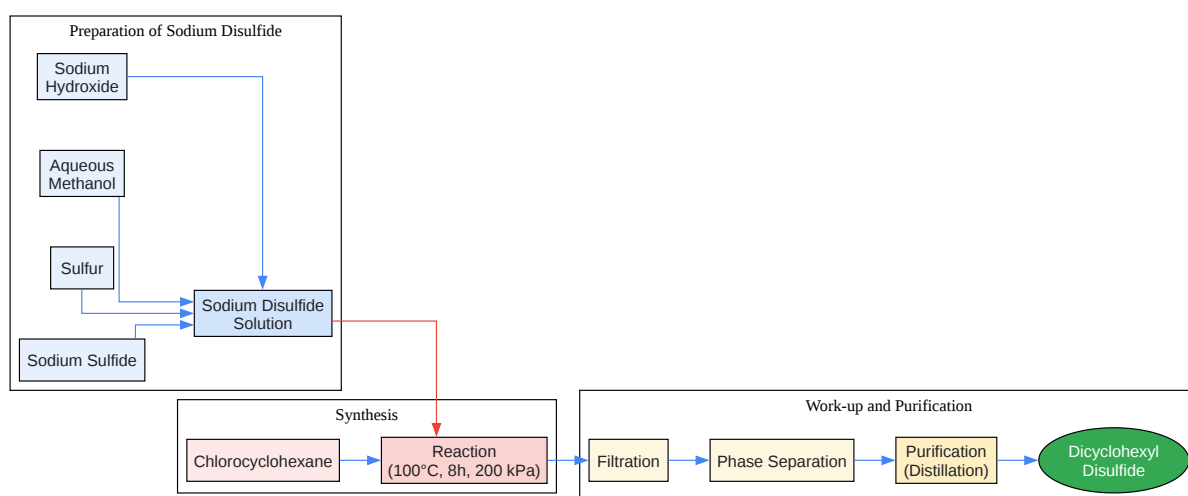 Preparation of Sodium Disulfide
Sodium
Hydroxide
Aqueous
Methanol
Sulfur
Sodium Disulfide
Solution
Sodium Sulfide
Synthesis
Chlorocyclohexane
Reaction
(100°C, 8h, 200 kPa)
Work-up and Purification
Filtration
Phase Separation
Purification
(Distillation)
Dicyclohexyl
Disulfide